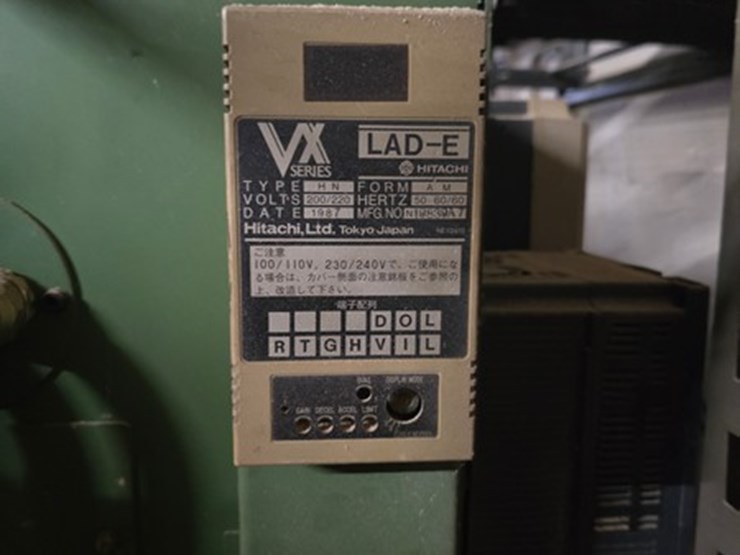 VX
SERIES
LAD-E
HITACHI
TYPE HN FORM AM
VOLTS 200/220 HERTZ 50-60/60
DATE 1987 MFG.NO
Hitachi, Ltd. Tokyo Japan
ご注意
100/110V, 230/240Vで、ご使用にな
る場合は、カバー側面の注意銘板をご参照の
上、改造して下さい。
端子配列
D O L
R T G H V I L
DISPLAY MODE
GAIN DECEL ACCEL LIMIT